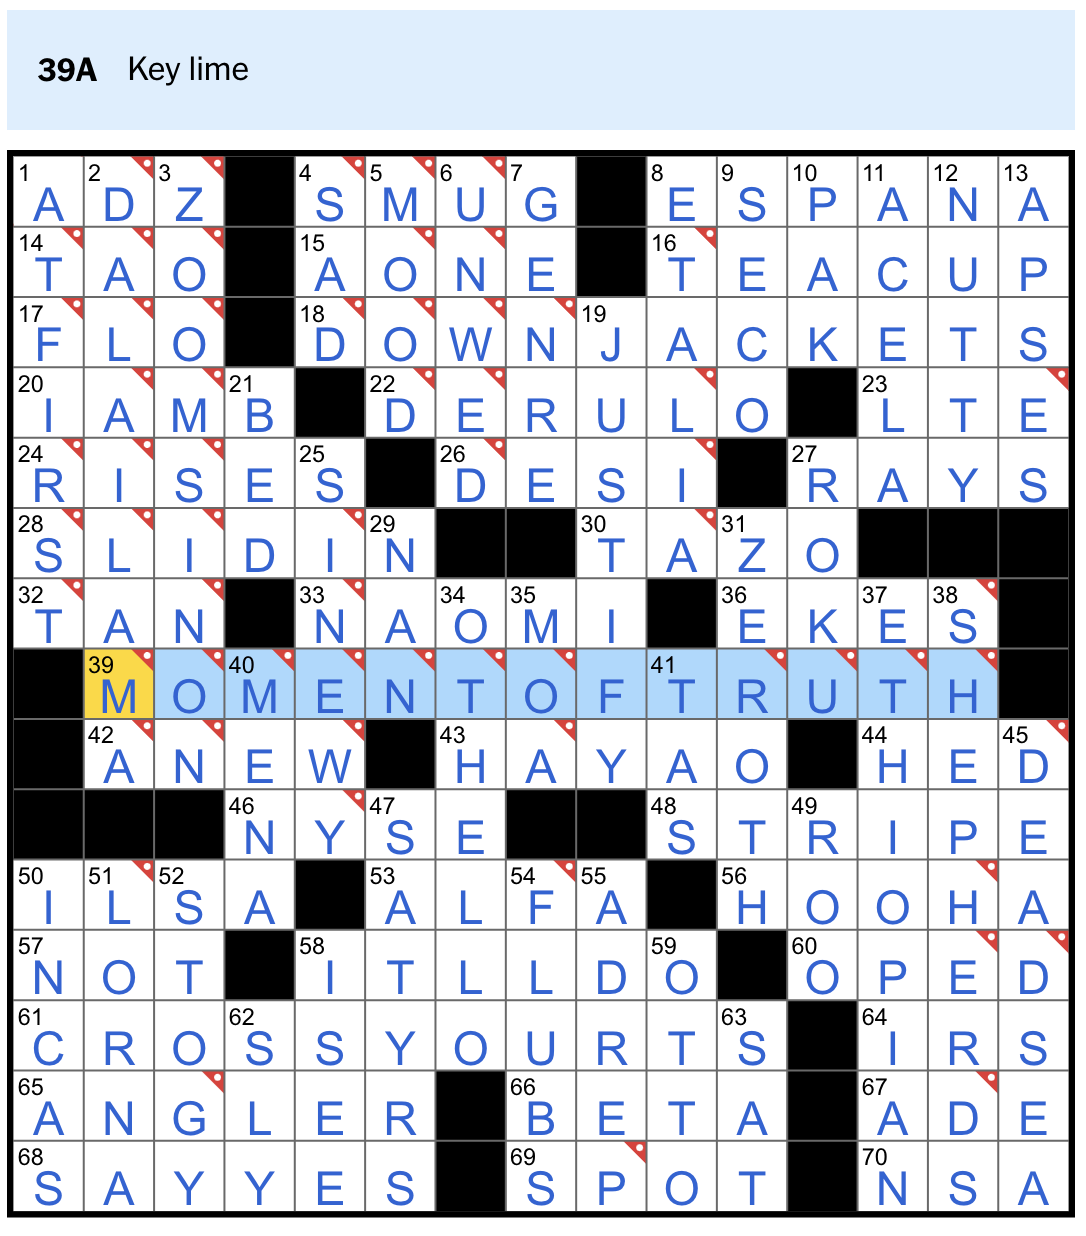 39A Key lime
1 2 3 4 5 6 7 8 9 10 11 12 13
A D Z S M U G E S P A N A
14 15 16
T A O A O N E T E A C U P
17 18 19
F L O D O W N J A C K E T S
20 21 22 23
I A M B D E R U L O L T E
24 25 26 27
R I S E S D E S I R A Y S
28 29 30 31
S L I D I N T A Z O
32 33 34 35 36 37 38
T A N N A O M I E K E S
39 40 41
M O M E N T O F T R U T H
42 43 44 45
A N E W H A Y A O H E D
46 47 48 49
N Y S E S T R I P E
50 51 52 53 54 55 56
I L S A A L F A H O O H A
57 58 59 60
N O T I T L L D O O P E D
61 62 63 64
C R O S S Y O U R T S I R S
65 66 67
A N G L E R B E T A A D E
68 69 70
S A Y Y E S S P O T N S A